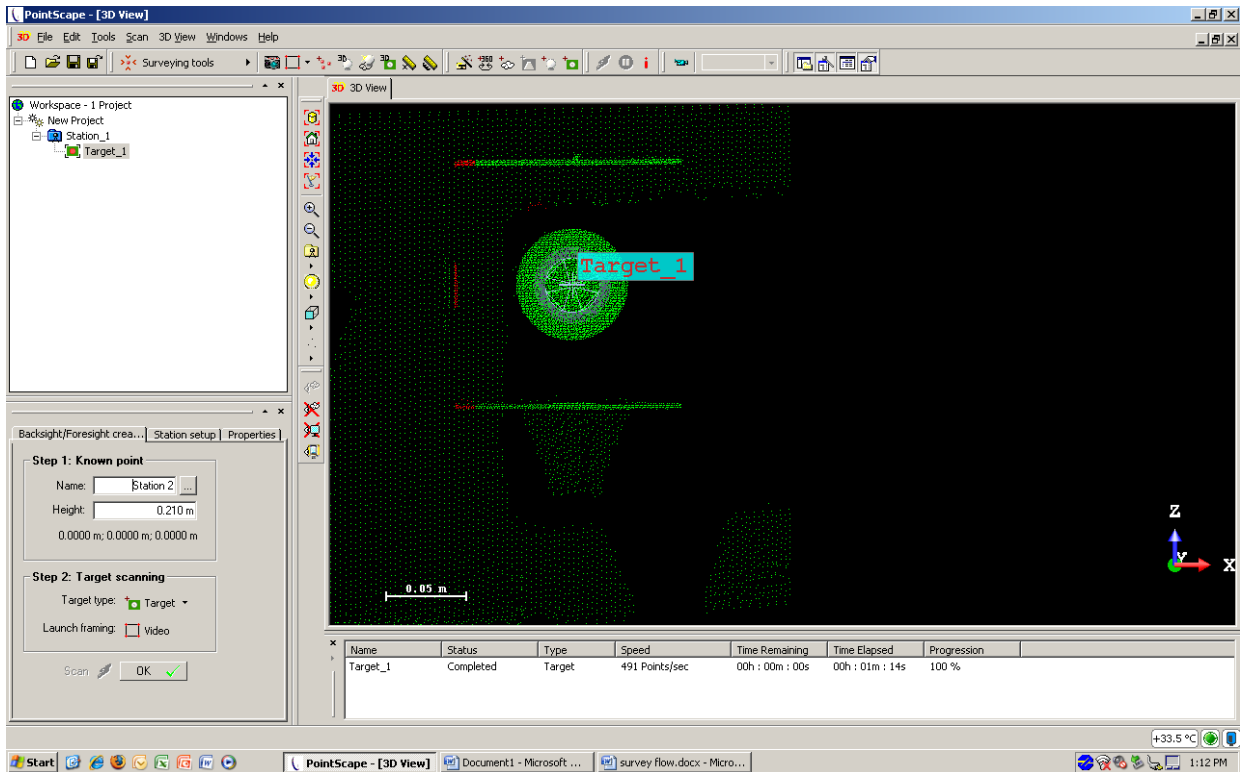 PointScape - [3D View]
3D File Edit Tools Scan 3D View Windows Help
Surveying tools
3D 3D View
Workspace - 1 Project
New Project
Station_1
Target_1
Target_1
Z
Y
X
0.05 m
Backsight/Foresight crea... Station setup Properties
Step 1: Known point
Name: Station 2 ...
Height: 0.210 m
0.0000 m; 0.0000 m; 0.0000 m
Step 2: Target scanning
Target type: Target
Launch framing: Video
Scan OK
Name Status Type Speed Time Remaining Time Elapsed Progression
Target_1 Completed Target 491 Points/sec 00h : 00m : 00s 00h : 01m : 14s 100 %
+33.5 °C
Start PointScape - [3D View] Document1 - Microsoft ... survey flow.docx - Micro... 1:12 PM